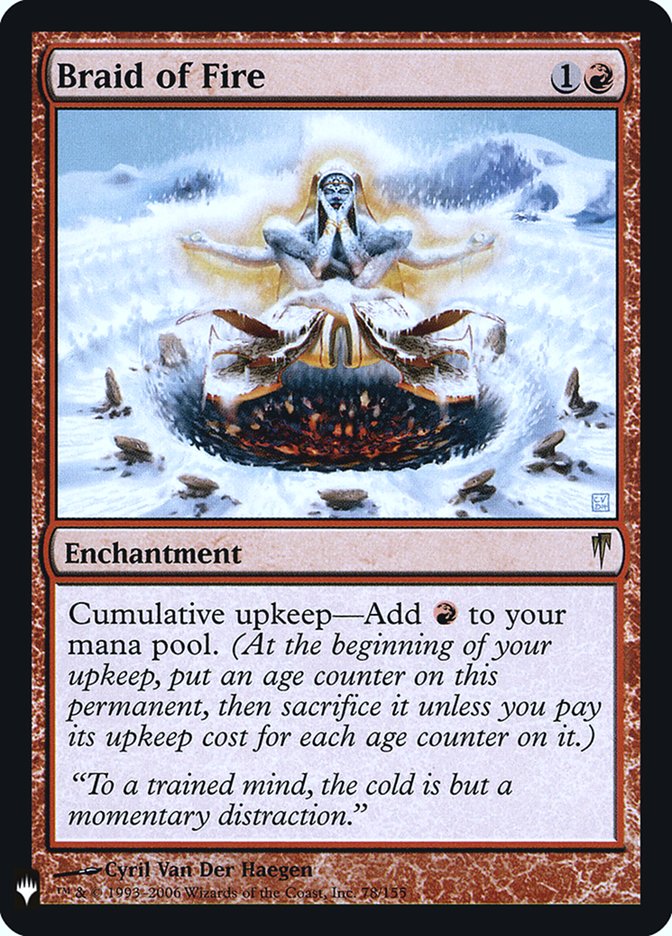 Braid of Fire 1
Enchantment
Cumulative upkeep—Add to your
mana pool. (At the beginning of your
upkeep, put an age counter on this
permanent, then sacrifice it unless you pay
its upkeep cost for each age counter on it.)
“To a trained mind, the cold is but a
momentary distraction.”
Cyril Van Der Haegen
™ & © 1993–2006 Wizards of the Coast, Inc. 78/155